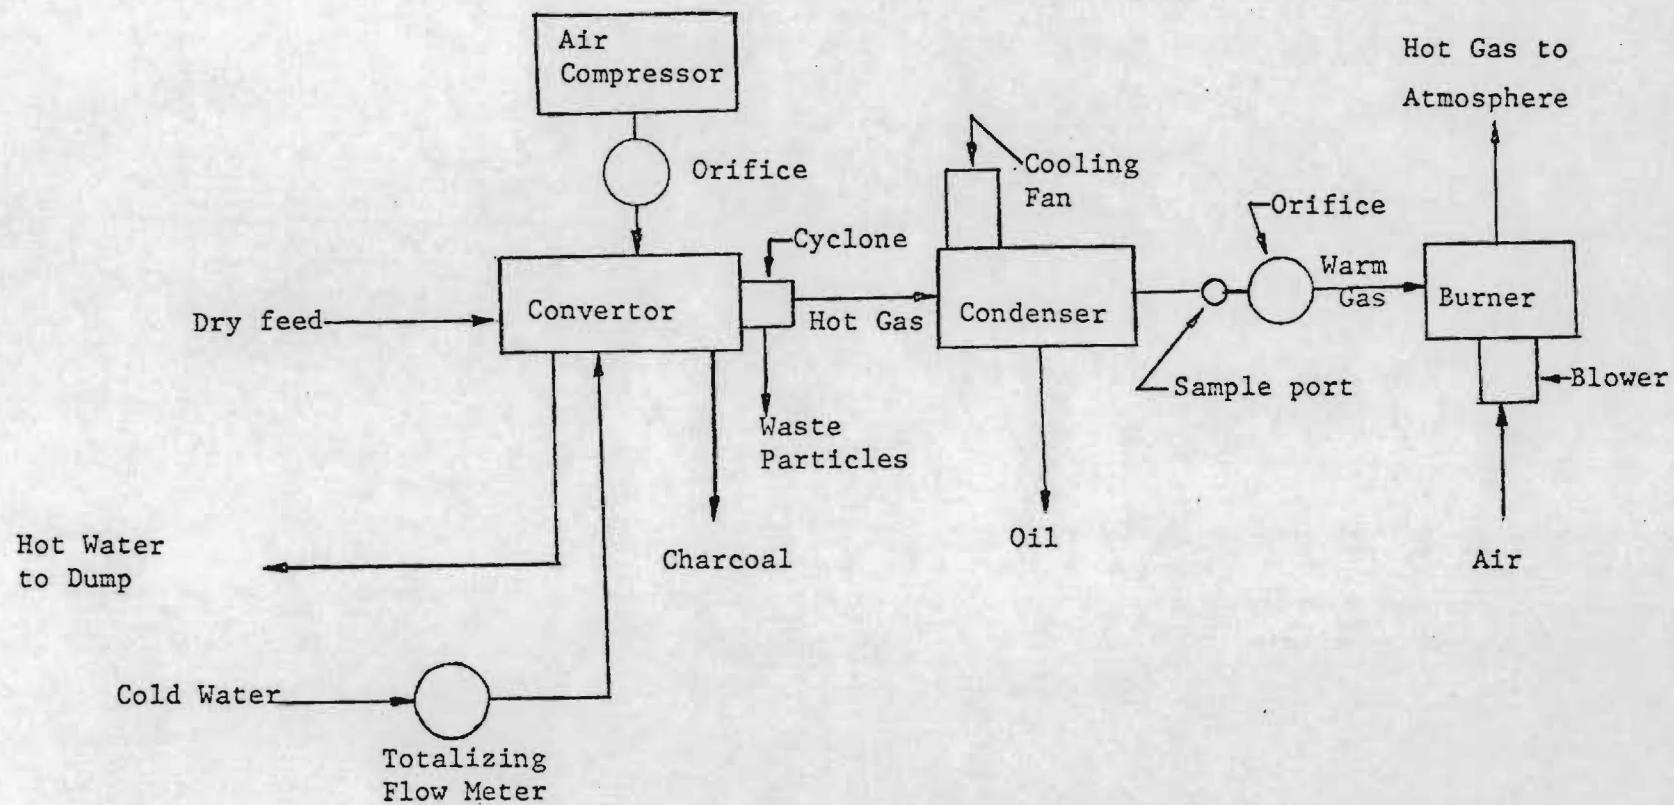 Air
Compressor
Orifice
Hot Gas to
Atmosphere
Cooling
Fan
Orifice
Cyclone
Dry feed
Convertor
Hot Gas
Condenser
Warm
Gas
Burner
Sample port
Blower
Waste
Particles
Hot Water
to Dump
Charcoal
Oil
Air
Cold Water
Totalizing
Flow Meter